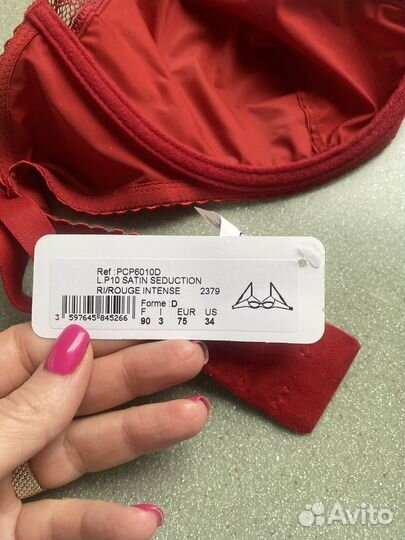 Ref :PCP6010D
L.P10 SATIN SEDUCTION
RI/ROUGE INTENSE 2379
Forme :D
F I EUR US
90 3 75 34
3 597645 845266
Avito